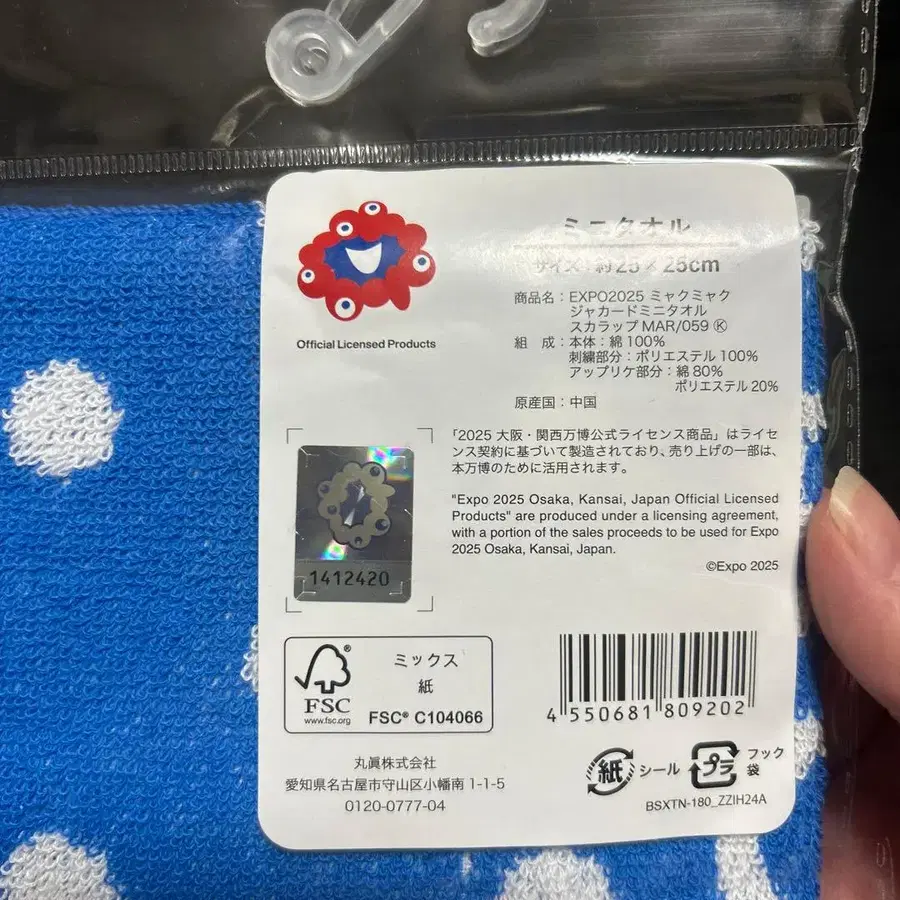 ミニタオル
サイズ：約25×25cm
商品名：EXPO2025 ミャクミャク
ジャカードミニタオル
スカラップ MAR/059 Ⓚ
組 成：本体：綿100%
刺繍部分：ポリエステル100%
アップリケ部分：綿80%
ポリエステル20%
原産国：中国
Official Licensed Products
「2025 大阪・関西万博公式ライセンス商品」はライセ
ンス契約に基づいて製造されており、売り上げの一部は、
本万博のために活用されます。
"Expo 2025 Osaka, Kansai, Japan Official Licensed
Products" are produced under a licensing agreement,
with a portion of the sales proceeds to be used for Expo
2025 Osaka, Kansai, Japan.
©Expo 2025
1412420
FSC®
www.fsc.org
ミックス
紙
FSC® C104066
4 550681 809202
丸眞株式会社
愛知県名古屋市守山区小幡南 1-1-5
0120-0777-04
紙 シール
プラ フック
袋
BSXTN-180_ZZIH24A